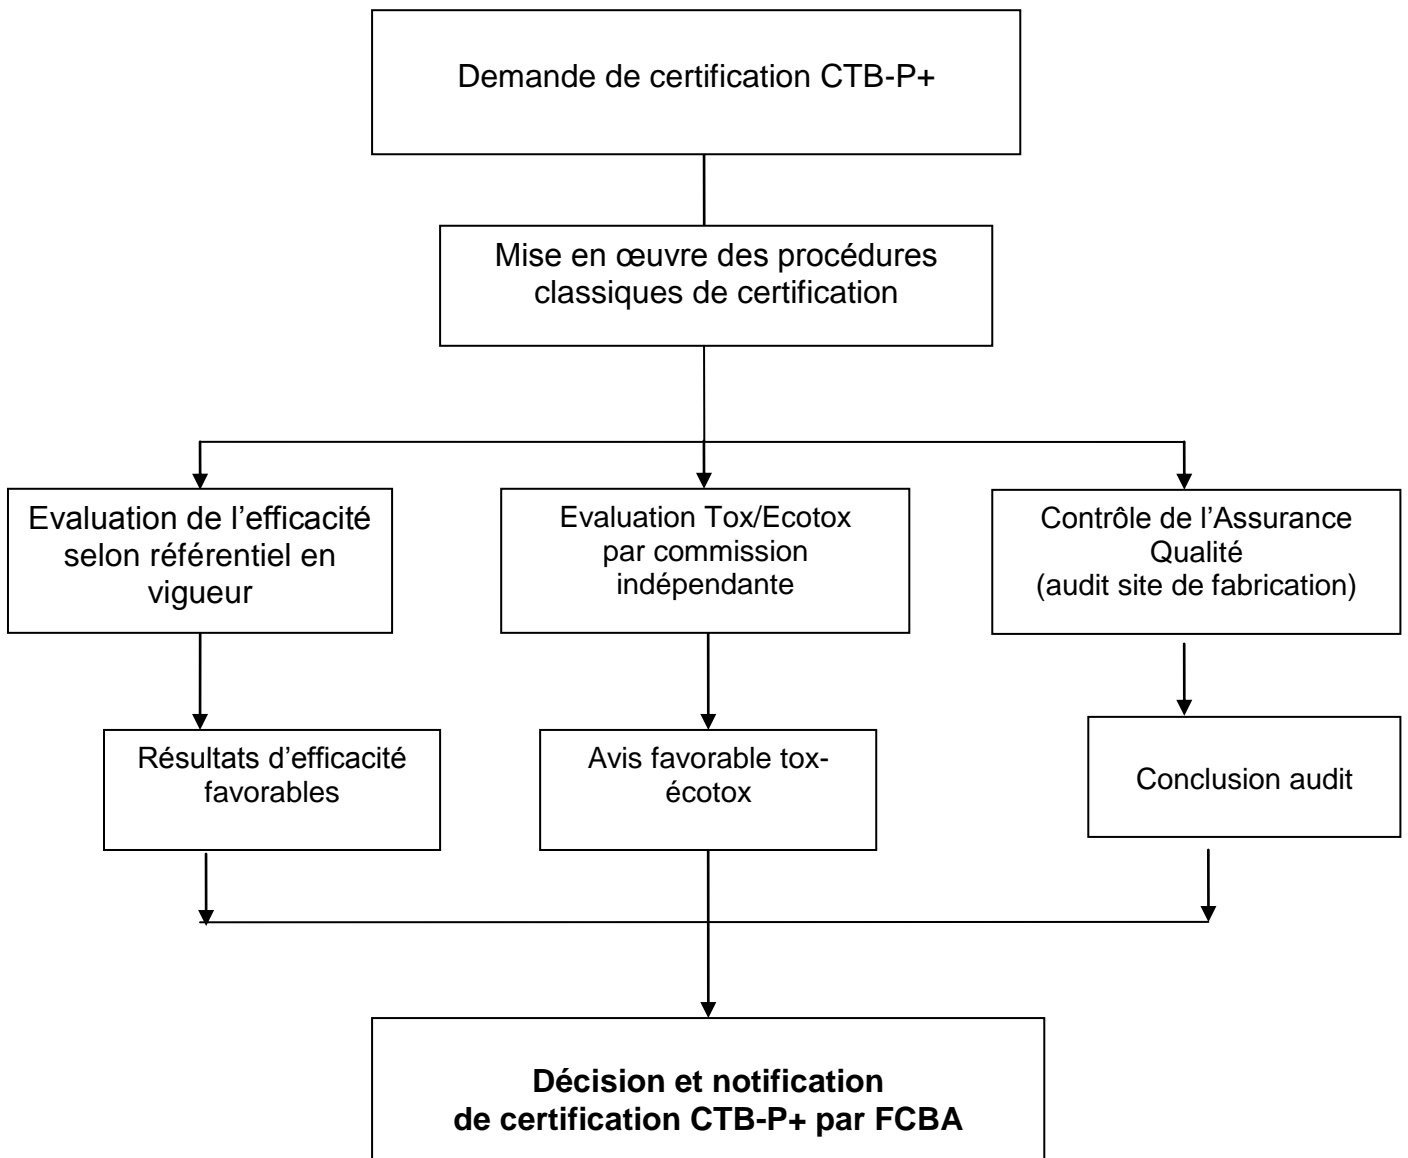 Demande de certification CTB-P+
Mise en œuvre des procédures
classiques de certification
Evaluation de l’efficacité
selon référentiel en
vigueur
Evaluation Tox/Ecotox
par commission
indépendante
Contrôle de l’Assurance
Qualité
(audit site de fabrication)
Résultats d’efficacité
favorables
Avis favorable tox-
écotox
Conclusion audit
Décision et notification
de certification CTB-P+ par FCBA